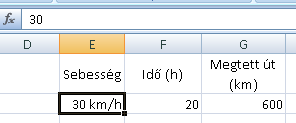 fx 30
D E F G
Sebesség Idő (h) Megtett út
(km)
30 km/h 20 600